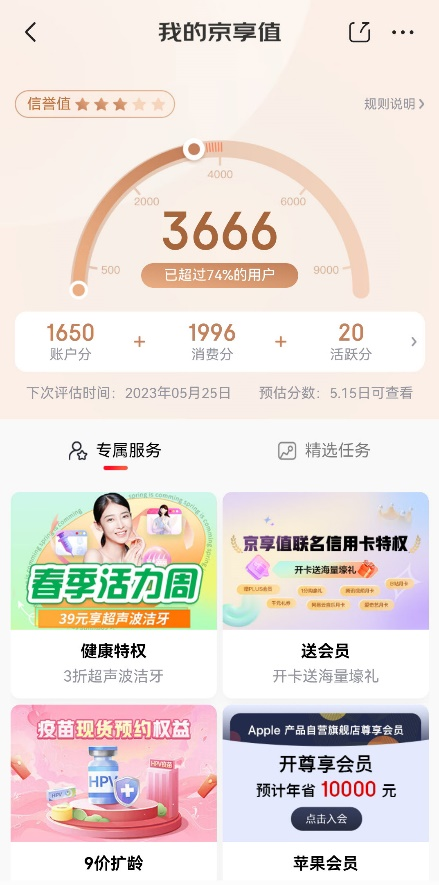 我的京享值
信誉值
规则说明
4000
2000
6000
3666
500
已超过74%的用户
9000
1650 + 1996 + 20
账户分 消费分 活跃分
下次评估时间：2023年05月25日 预估分数：5.15日可查看
专属服务 精选任务
春季活力周
39元享超声波洁牙
健康特权
3折超声波洁牙
京享值联名信用卡特权
开卡送海量壕礼
送会员
开卡送海量壕礼
疫苗现货预约权益
HPV疫苗
HPV
9价扩龄
Apple 产品自营旗舰店尊享会员
开尊享会员
预计年省 10000 元
点击入会
苹果会员